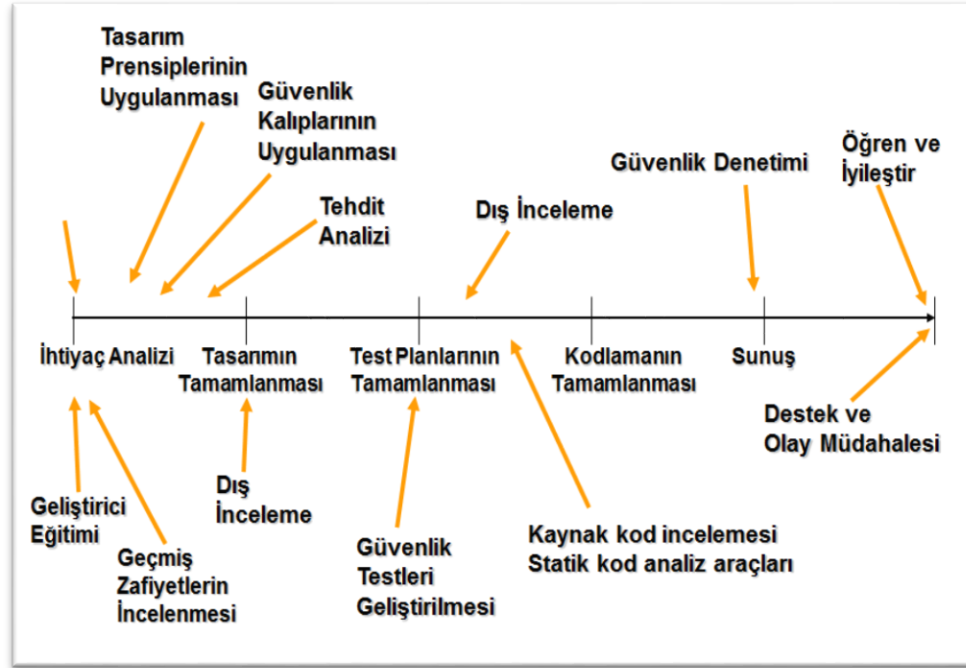 Tasarım
Prensiplerinin
Uygulanması
Güvenlik
Kalıplarının
Uygulanması
Tehdit
Analizi
Dış İnceleme
Güvenlik Denetimi
Öğren ve
İyileştir
İhtiyaç Analizi
Tasarımın
Tamamlanması
Test Planlarının
Tamamlanması
Kodlamanın
Tamamlanması
Sunuş
Destek ve
Olay Müdahalesi
Geliştirici
Eğitimi
Geçmiş
Zafiyetlerin
İncelenmesi
Dış
İnceleme
Güvenlik
Testleri
Geliştirilmesi
Kaynak kod incelemesi
Statik kod analiz araçları